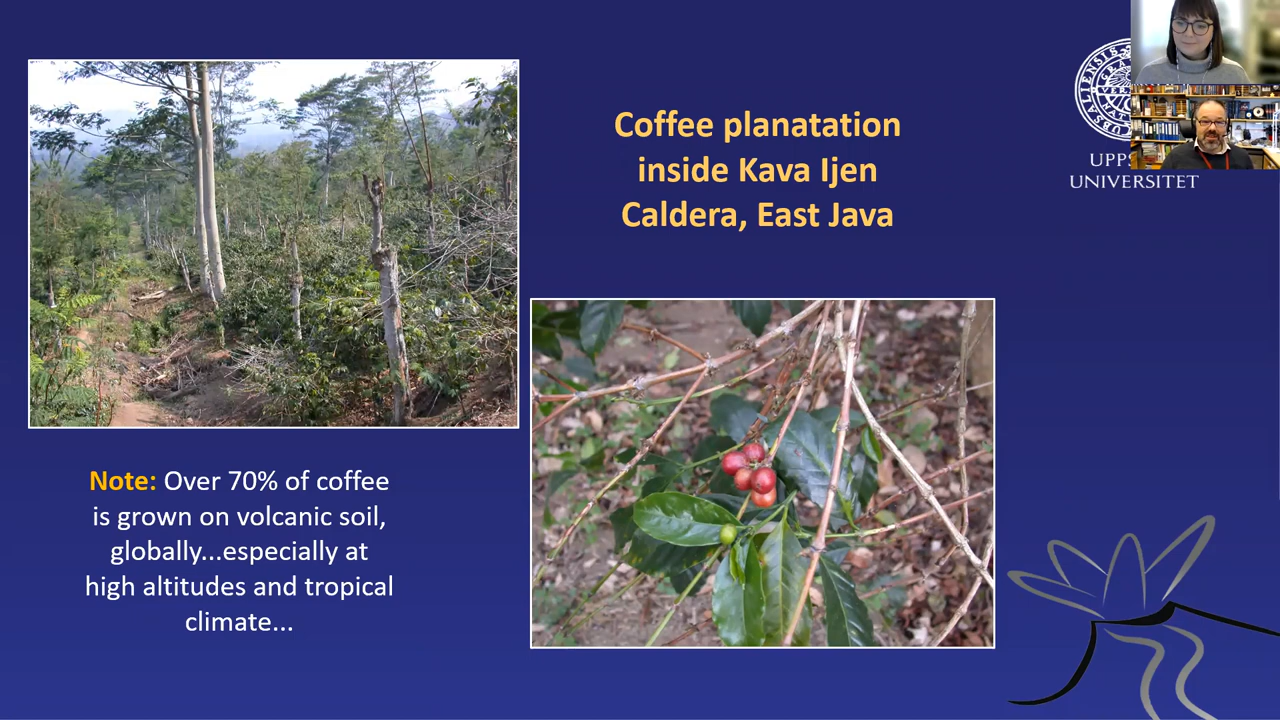 Coffee planatation
inside Kava Ijen
Caldera, East Java
UNIVERSITET
Note: Over 70% of coffee
is grown on volcanic soil,
globally...especially at
high altitudes and tropical
climate...